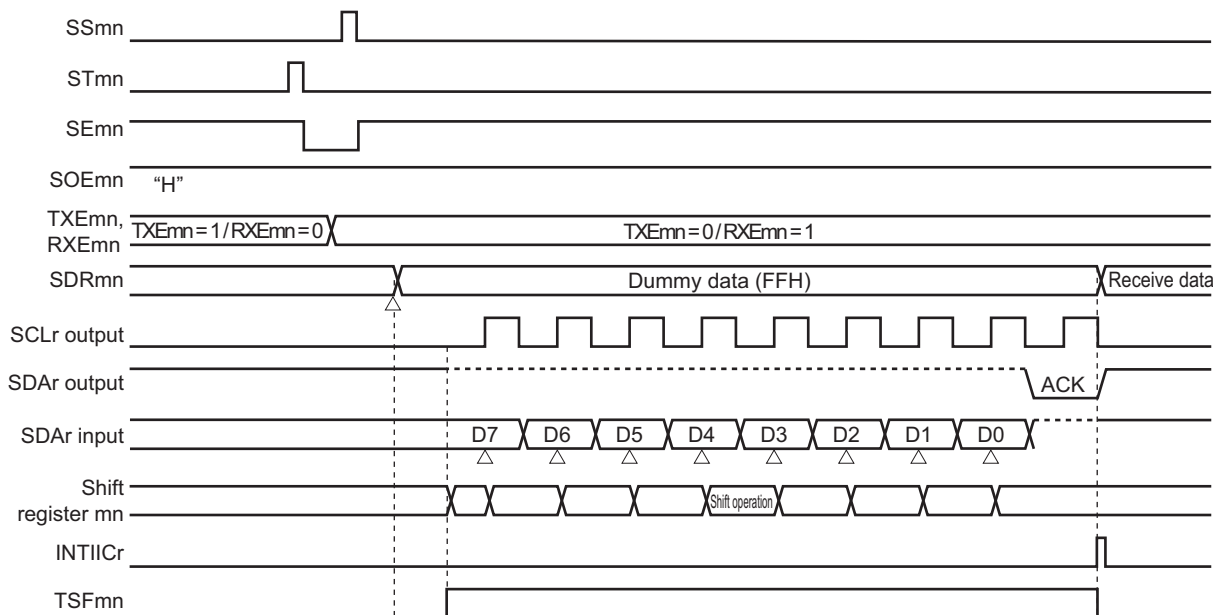 SSmn
STmn
SEmn
SOEmn “H”
TXEmn,
RXEmn
TXEmn=1/RXEmn=0 TXEmn=0/RXEmn=1
SDRmn Dummy data (FFH) Receive data
SCLr output
SDAr output ACK
SDAr input D7 D6 D5 D4 D3 D2 D1 D0
Shift
register mn
Shift operation
INTIICr
TSFmn